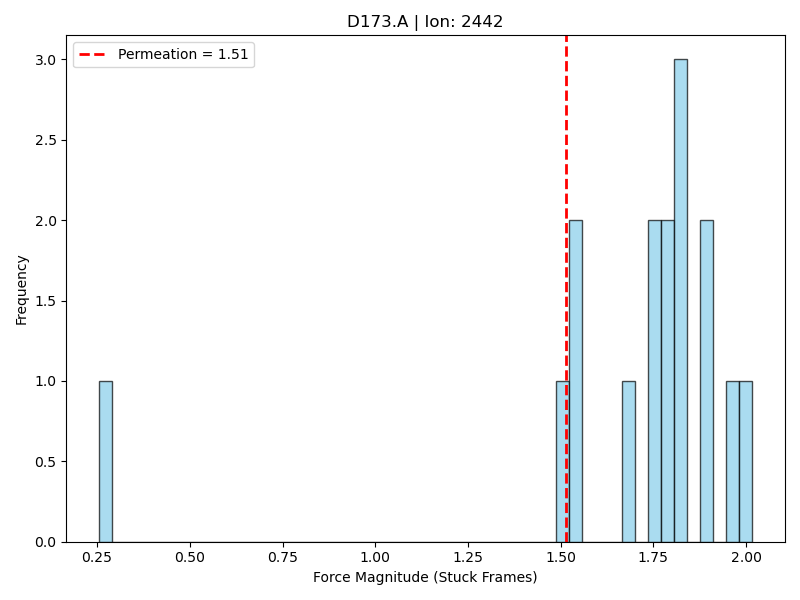 D173.A | Ion: 2442
Permeation = 1.51
3.0
2.5
2.0
1.5
1.0
0.5
0.0
Frequency
0.25 0.50 0.75 1.00 1.25 1.50 1.75 2.00
Force Magnitude (Stuck Frames)